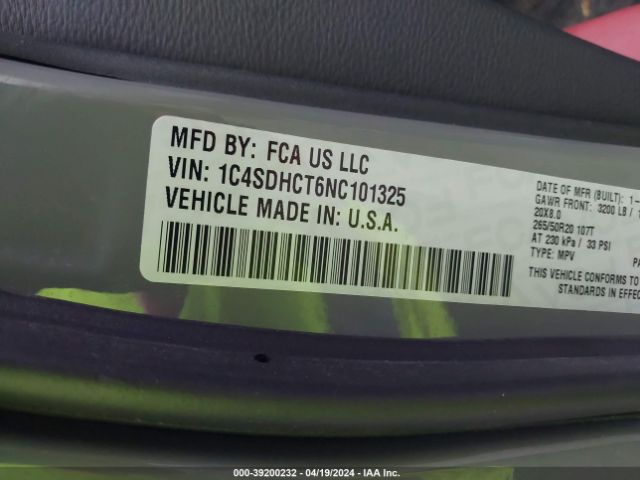 MFD BY: FCA US LLC
VIN: 1C4SDHCT6NC101325
VEHICLE MADE IN: U.S.A.
DATE OF MFR (BUILT): 1-
GAWR FRONT: 3200 LB /
20X8.0
265/50R20 107T
AT 230 kPa / 33 PSI
TYPE: MPV
THIS VEHICLE CONFORMS TO
STANDARDS IN EFFECT
000-39200232 - 04/19/2024 - IAA Inc.